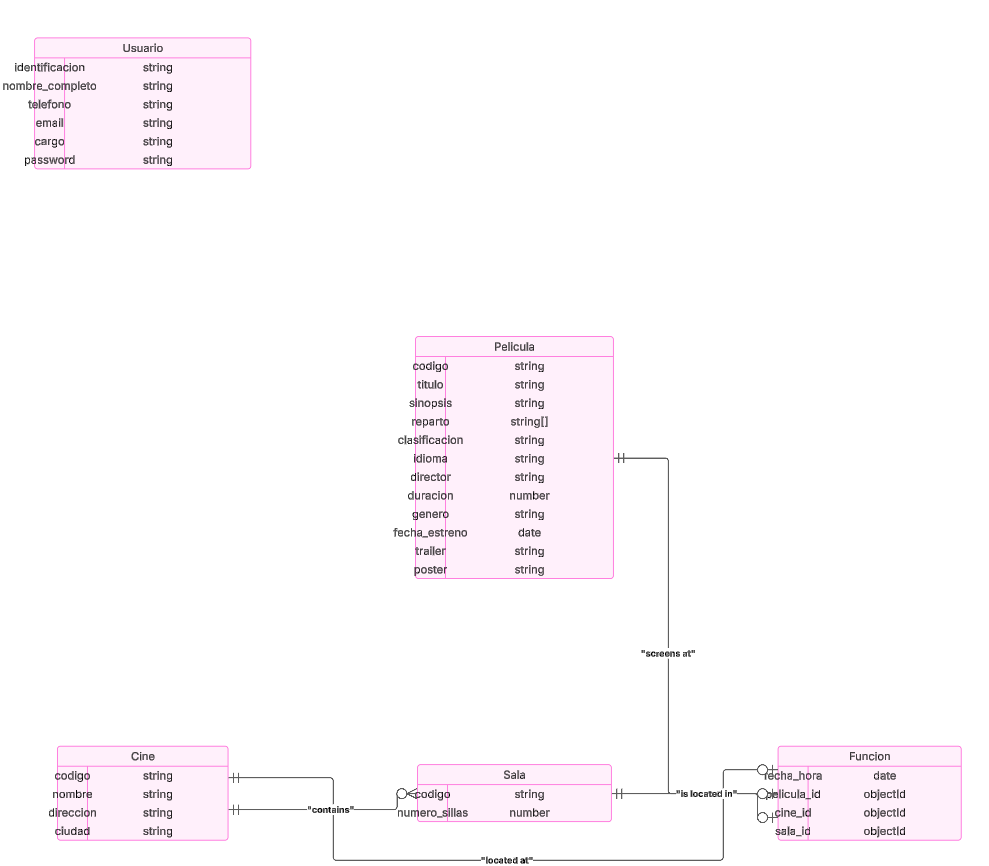 Usuario
identificacion string
nombre_completo string
telefono string
email string
cargo string
password string
Pelicula
codigo string
titulo string
sinopsis string
reparto string[]
clasificacion string
idioma string
director string
duracion number
genero string
fecha_estreno date
trailer string
poster string
"screens at"
Cine
codigo string
nombre string
direccion string
ciudad string
"contains"
Sala
codigo string
numero_sillas number
"is located in"
Funcion
fecha_hora date
pelicula_id objectId
cine_id objectId
sala_id objectId
"located at"